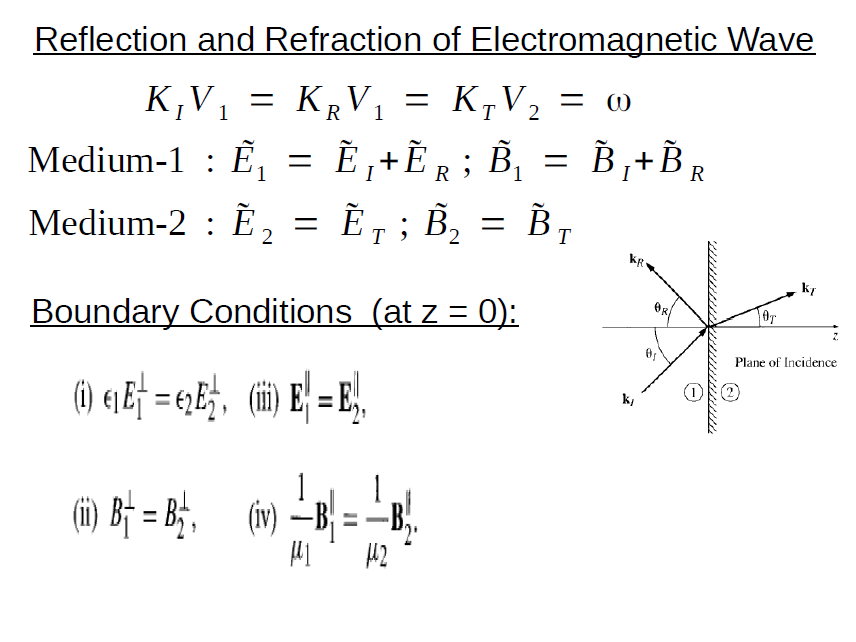 Reflection and Refraction of Electromagnetic Wave
K_I V_1 = K_R V_1 = K_T V_2 = ω
Medium-1 : Ẽ_1 = Ẽ_I+Ẽ_R ; B̃_1 = B̃_I+B̃_R
Medium-2 : Ẽ_2 = Ẽ_T ; B̃_2 = B̃_T
Boundary Conditions (at z = 0):
(i) ϵ_1 E_1^⊥ = ϵ_2 E_2^⊥, (iii) E_1^∥ = E_2^∥,
(ii) B_1^⊥ = B_2^⊥, (iv) 1/μ_1 B_1^∥ = 1/μ_2 B_2^∥.
k_R
k_T
θ_R
θ_T
z
θ_I
Plane of Incidence
k_I
1 2